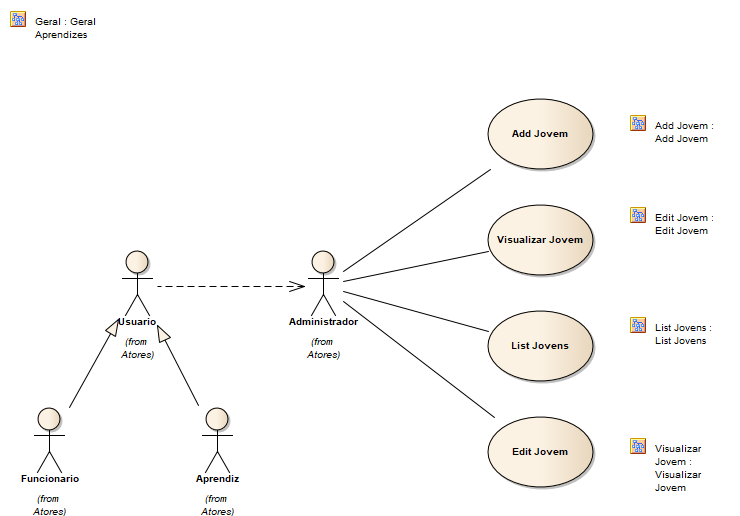 Geral : Geral
Aprendizes
Add Jovem
Add Jovem :
Add Jovem
Visualizar Jovem
Edit Jovem :
Edit Jovem
Usuario
(from
Atores)
Administrador
(from
Atores)
List Jovens
List Jovens :
List Jovens
Edit Jovem
Visualizar
Jovem :
Visualizar
Jovem
Funcionario
(from
Atores)
Aprendiz
(from
Atores)